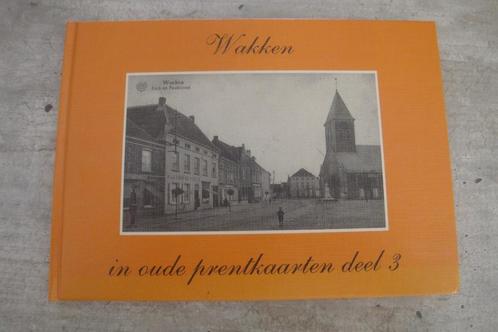 Wakken
Wacken
in oude prentkaarten deel 3